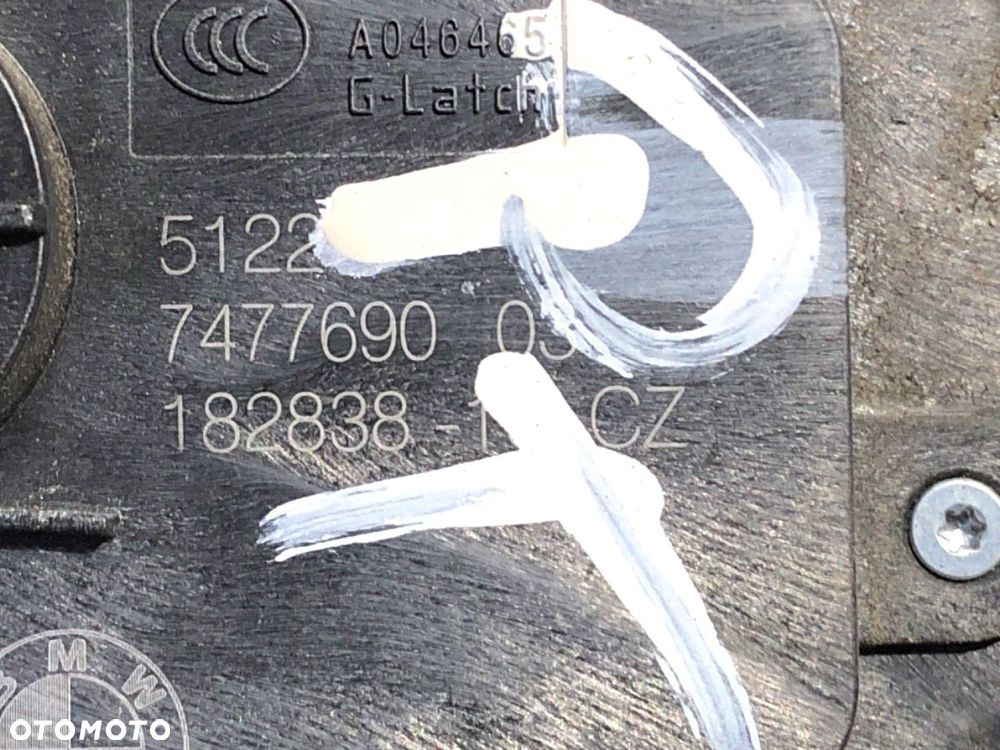 A046465
G-Latch
5122
7477690 03
182838 -1 CZ
BMW
OTOMOTO